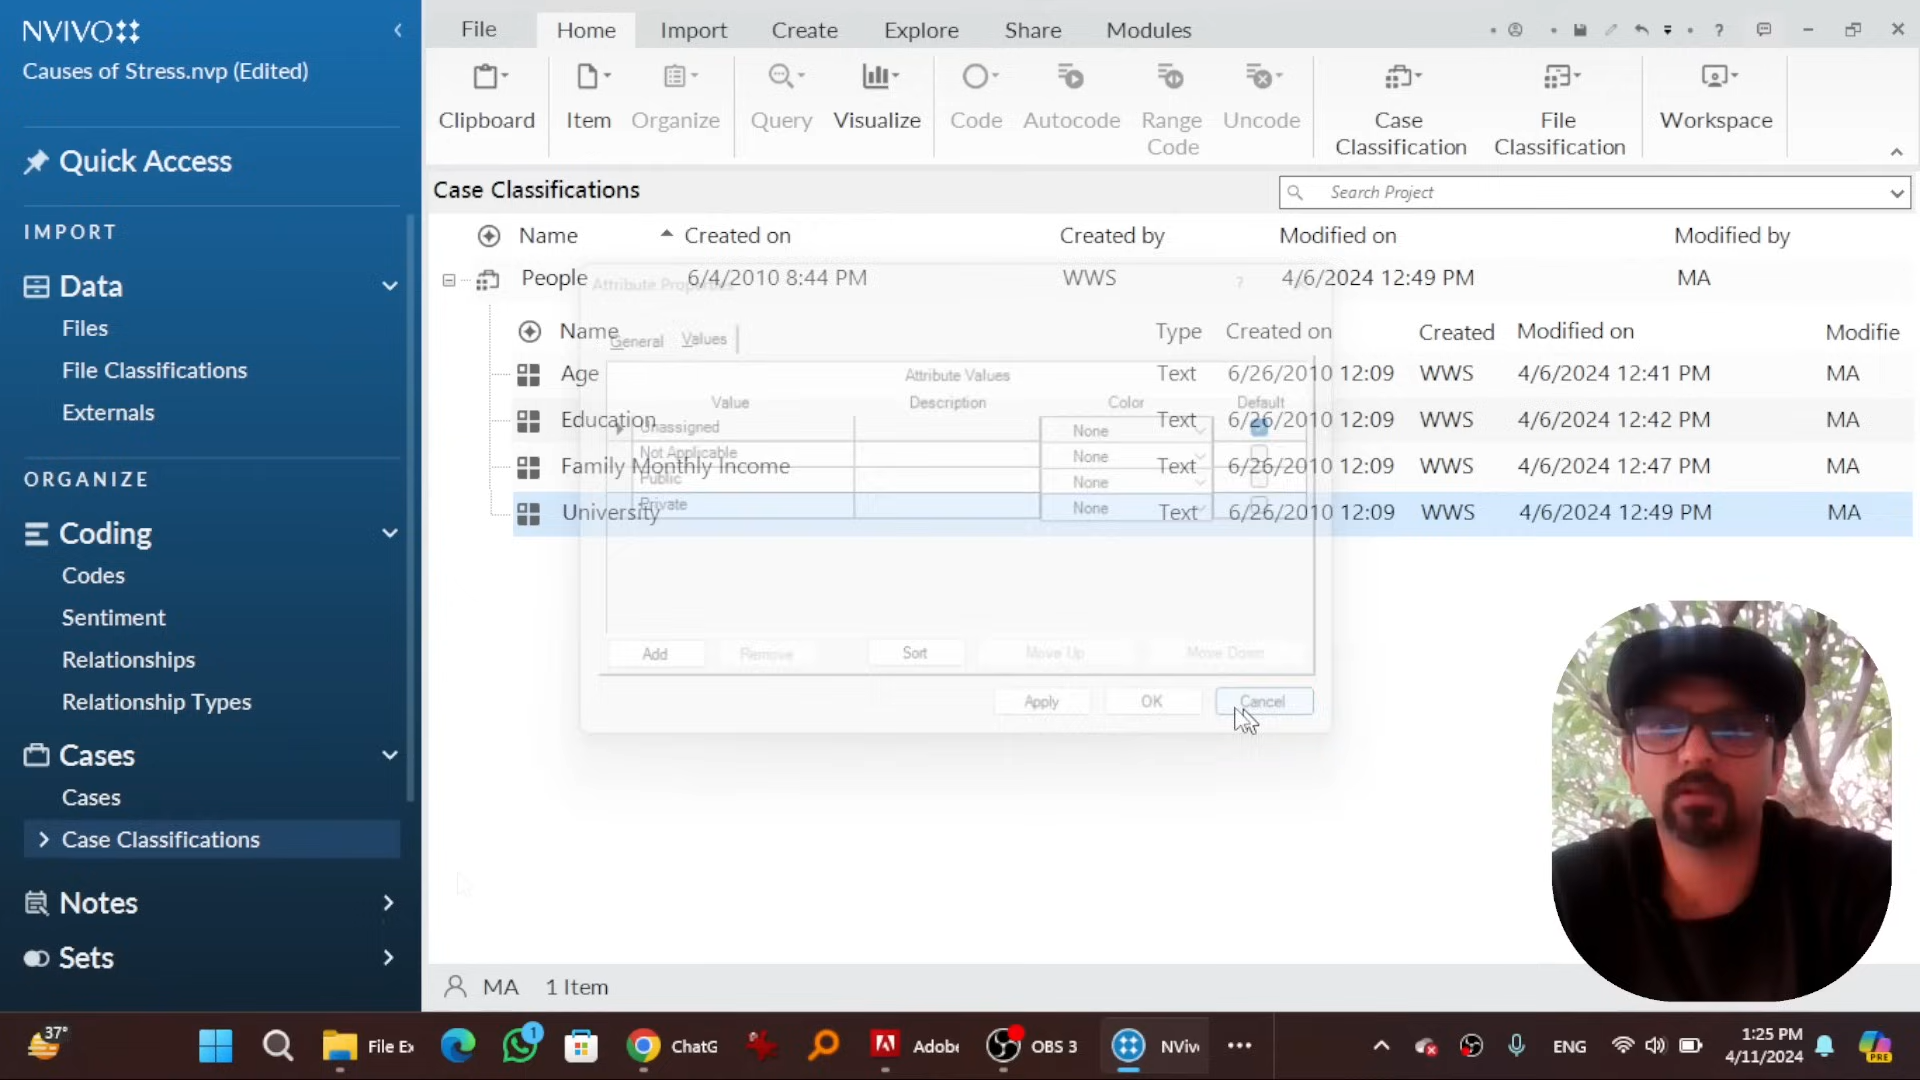 NVIVO
Causes of Stress.nvp (Edited)
Quick Access
IMPORT
Data
Files
File Classifications
Externals
ORGANIZE
Coding
Codes
Sentiment
Relationships
Relationship Types
Cases
Cases
Case Classifications
Notes
Sets
File Home Import Create Explore Share Modules
Clipboard Item Organize Query Visualize Code Autocode Range Code Uncode Case Classification File Classification Workspace
Case Classifications
Search Project
Name Created on Created by Modified on Modified by
People 6/4/2010 8:44 PM WWS 4/6/2024 12:49 PM MA
Name Type Created on Created Modified on Modifie
Age Text 6/26/2010 12:09 WWS 4/6/2024 12:41 PM MA
Education Text 6/26/2010 12:09 WWS 4/6/2024 12:42 PM MA
Family Monthly Income Text 6/26/2010 12:09 WWS 4/6/2024 12:47 PM MA
University Text 6/26/2010 12:09 WWS 4/6/2024 12:49 PM MA
Attribute Properties
General Values
Attribute Values
Value Description Color Default
Unassigned None
Not Applicable None
Public None
Private None
Add Remove Sort Move Up Move Down
Apply OK Cancel
MA 1 Item
37° File Ex 1 ChatG Adobe OBS 3 NViv ENG 1:25 PM
4/11/2024
PRE